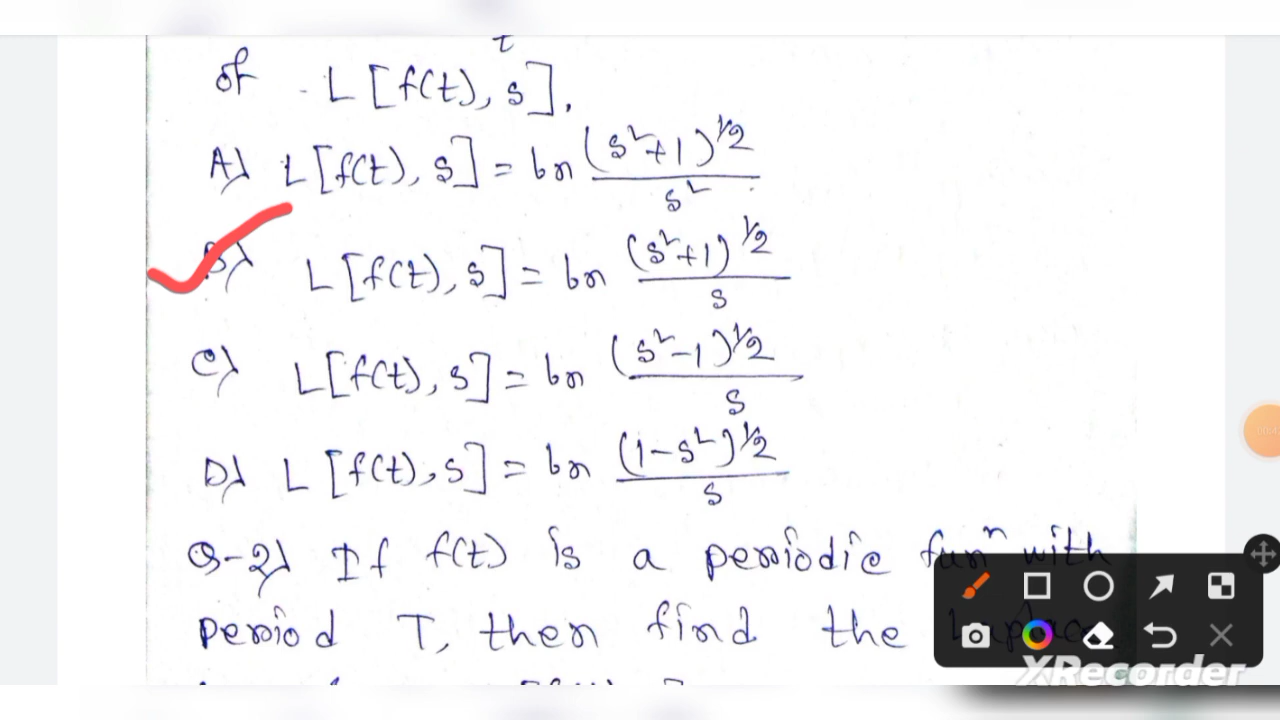 t
of L[f(t), s].
A) L[f(t), s] = ln (s²+1)^1/2 / s²
B) L[f(t), s] = ln (s²+1)^1/2 / s
C) L[f(t), s] = ln (s²-1)^1/2 / s
D) L[f(t), s] = ln (1-s²)^1/2 / s
Q-2) If f(t) is a periodic funⁿ with
period T, then find the
XRecorder